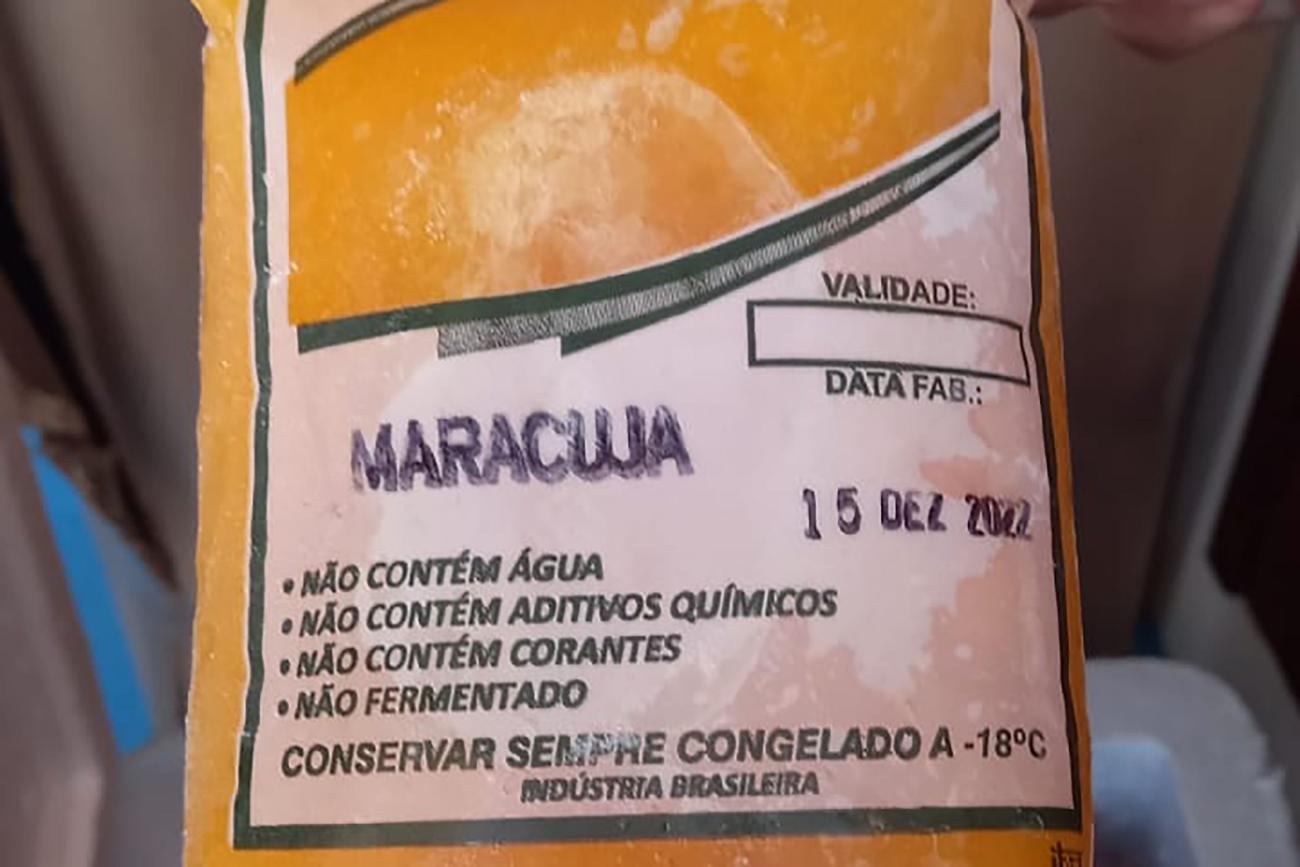 VALIDADE:
DATA FAB.:
MARACUJA
15 DEZ 2022
• NÃO CONTÉM ÁGUA
• NÃO CONTÉM ADITIVOS QUÍMICOS
• NÃO CONTÉM CORANTES
• NÃO FERMENTADO
CONSERVAR SEMPRE CONGELADO A -18ºC
INDÚSTRIA BRASILEIRA